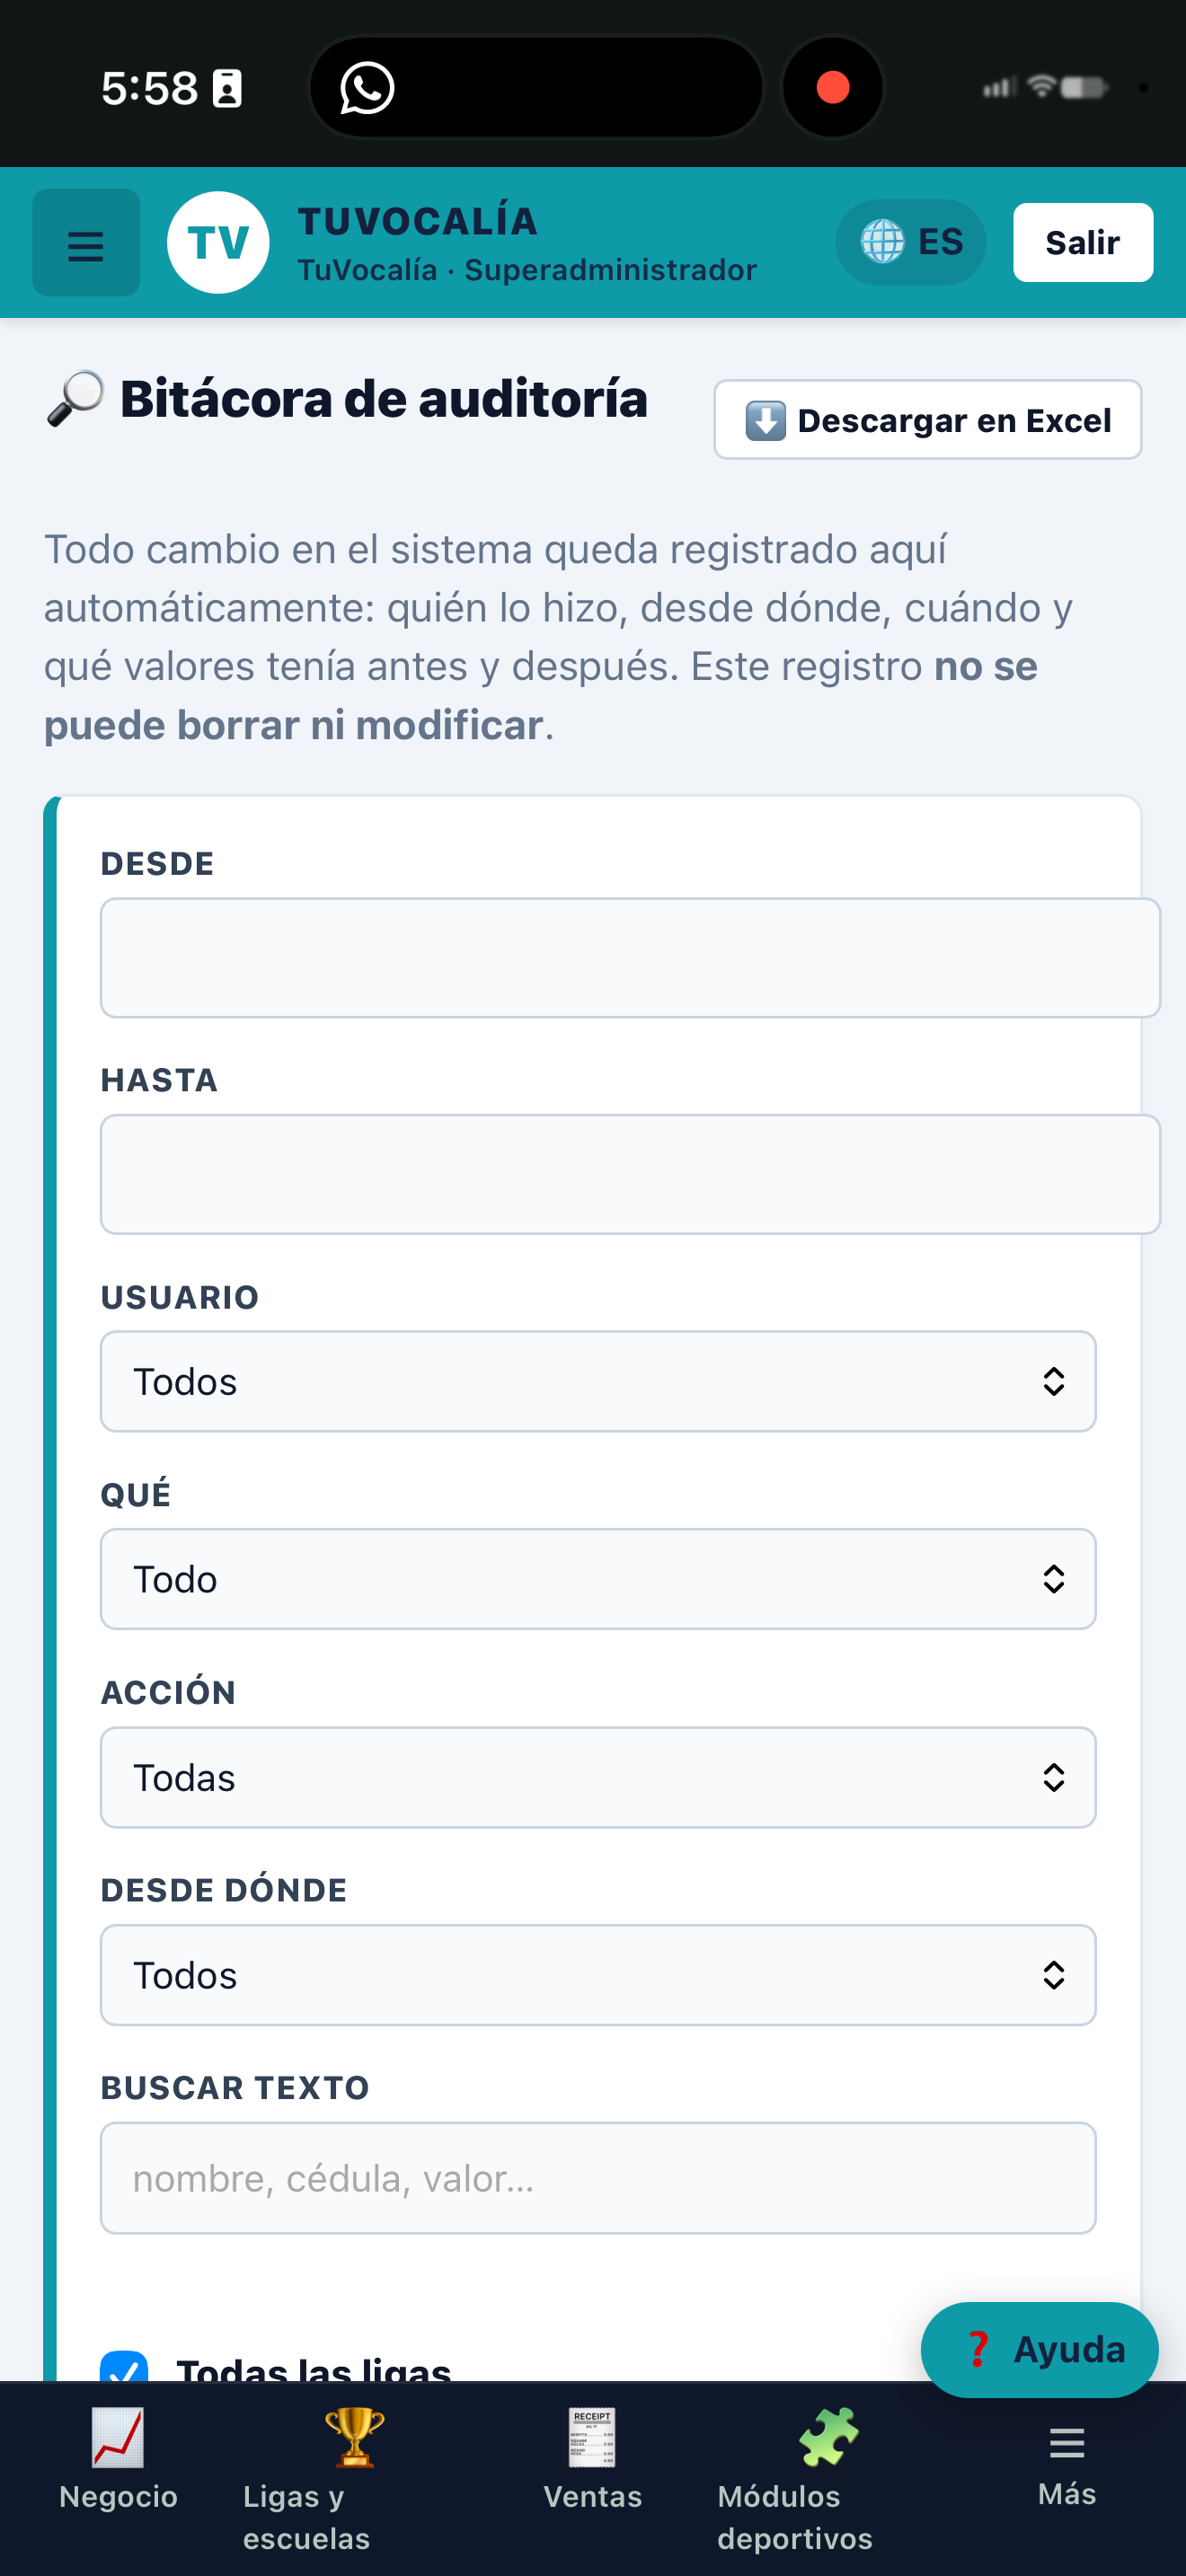 5:58
TV
TUVOCALÍA
TuVocalía · Superadministrador
ES
Salir
Bitácora de auditoría
Descargar en Excel
Todo cambio en el sistema queda registrado aquí
automáticamente: quién lo hizo, desde dónde, cuándo y
qué valores tenía antes y después. Este registro no se
puede borrar ni modificar.
DESDE
HASTA
USUARIO
Todos
QUÉ
Todo
ACCIÓN
Todas
DESDE DÓNDE
Todos
BUSCAR TEXTO
nombre, cédula, valor...
Todas las ligas
❓ Ayuda
RECEIPT
Negocio
Ligas y
escuelas
Ventas
Módulos
deportivos
Más